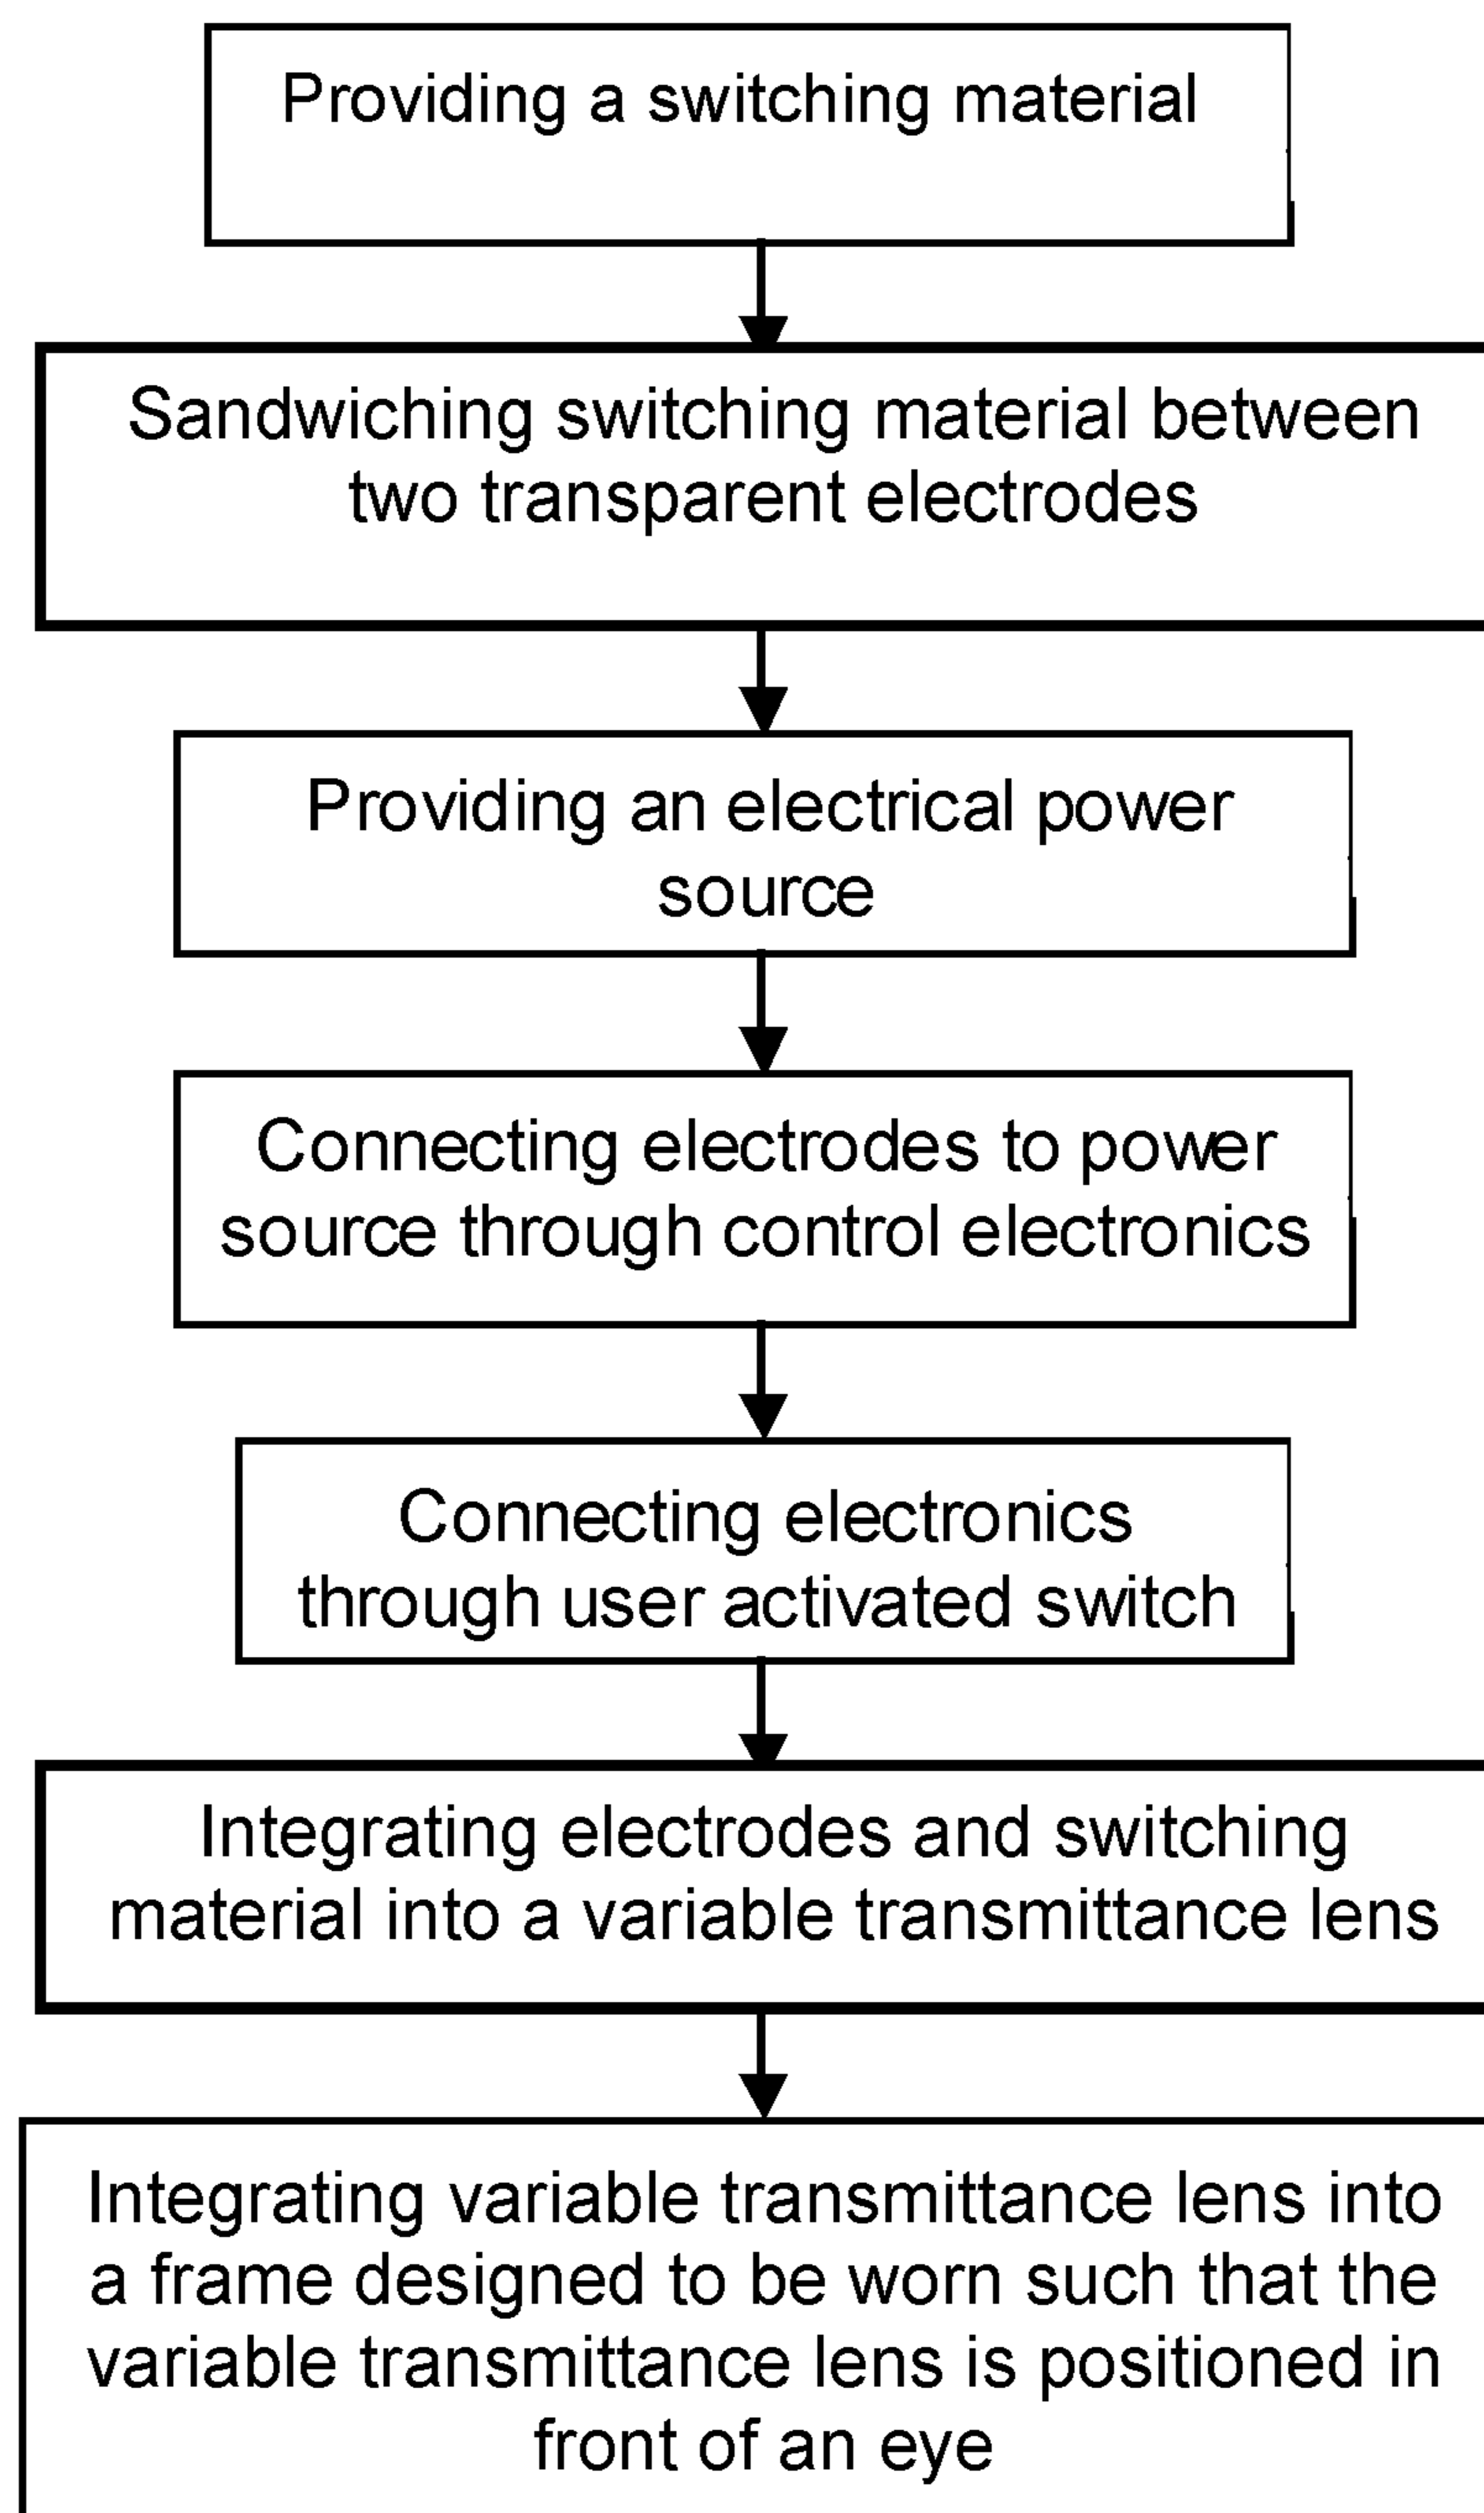 Providing a switching material
Sandwiching switching material between
two transparent electrodes
Providing an electrical power
source
Connecting electrodes to power
source through control electronics
Connecting electronics
through user activated switch
Integrating electrodes and switching
material into a variable transmittance lens
Integrating variable transmittance lens into
a frame designed to be worn such that the
variable transmittance lens is positioned in
front of an eye